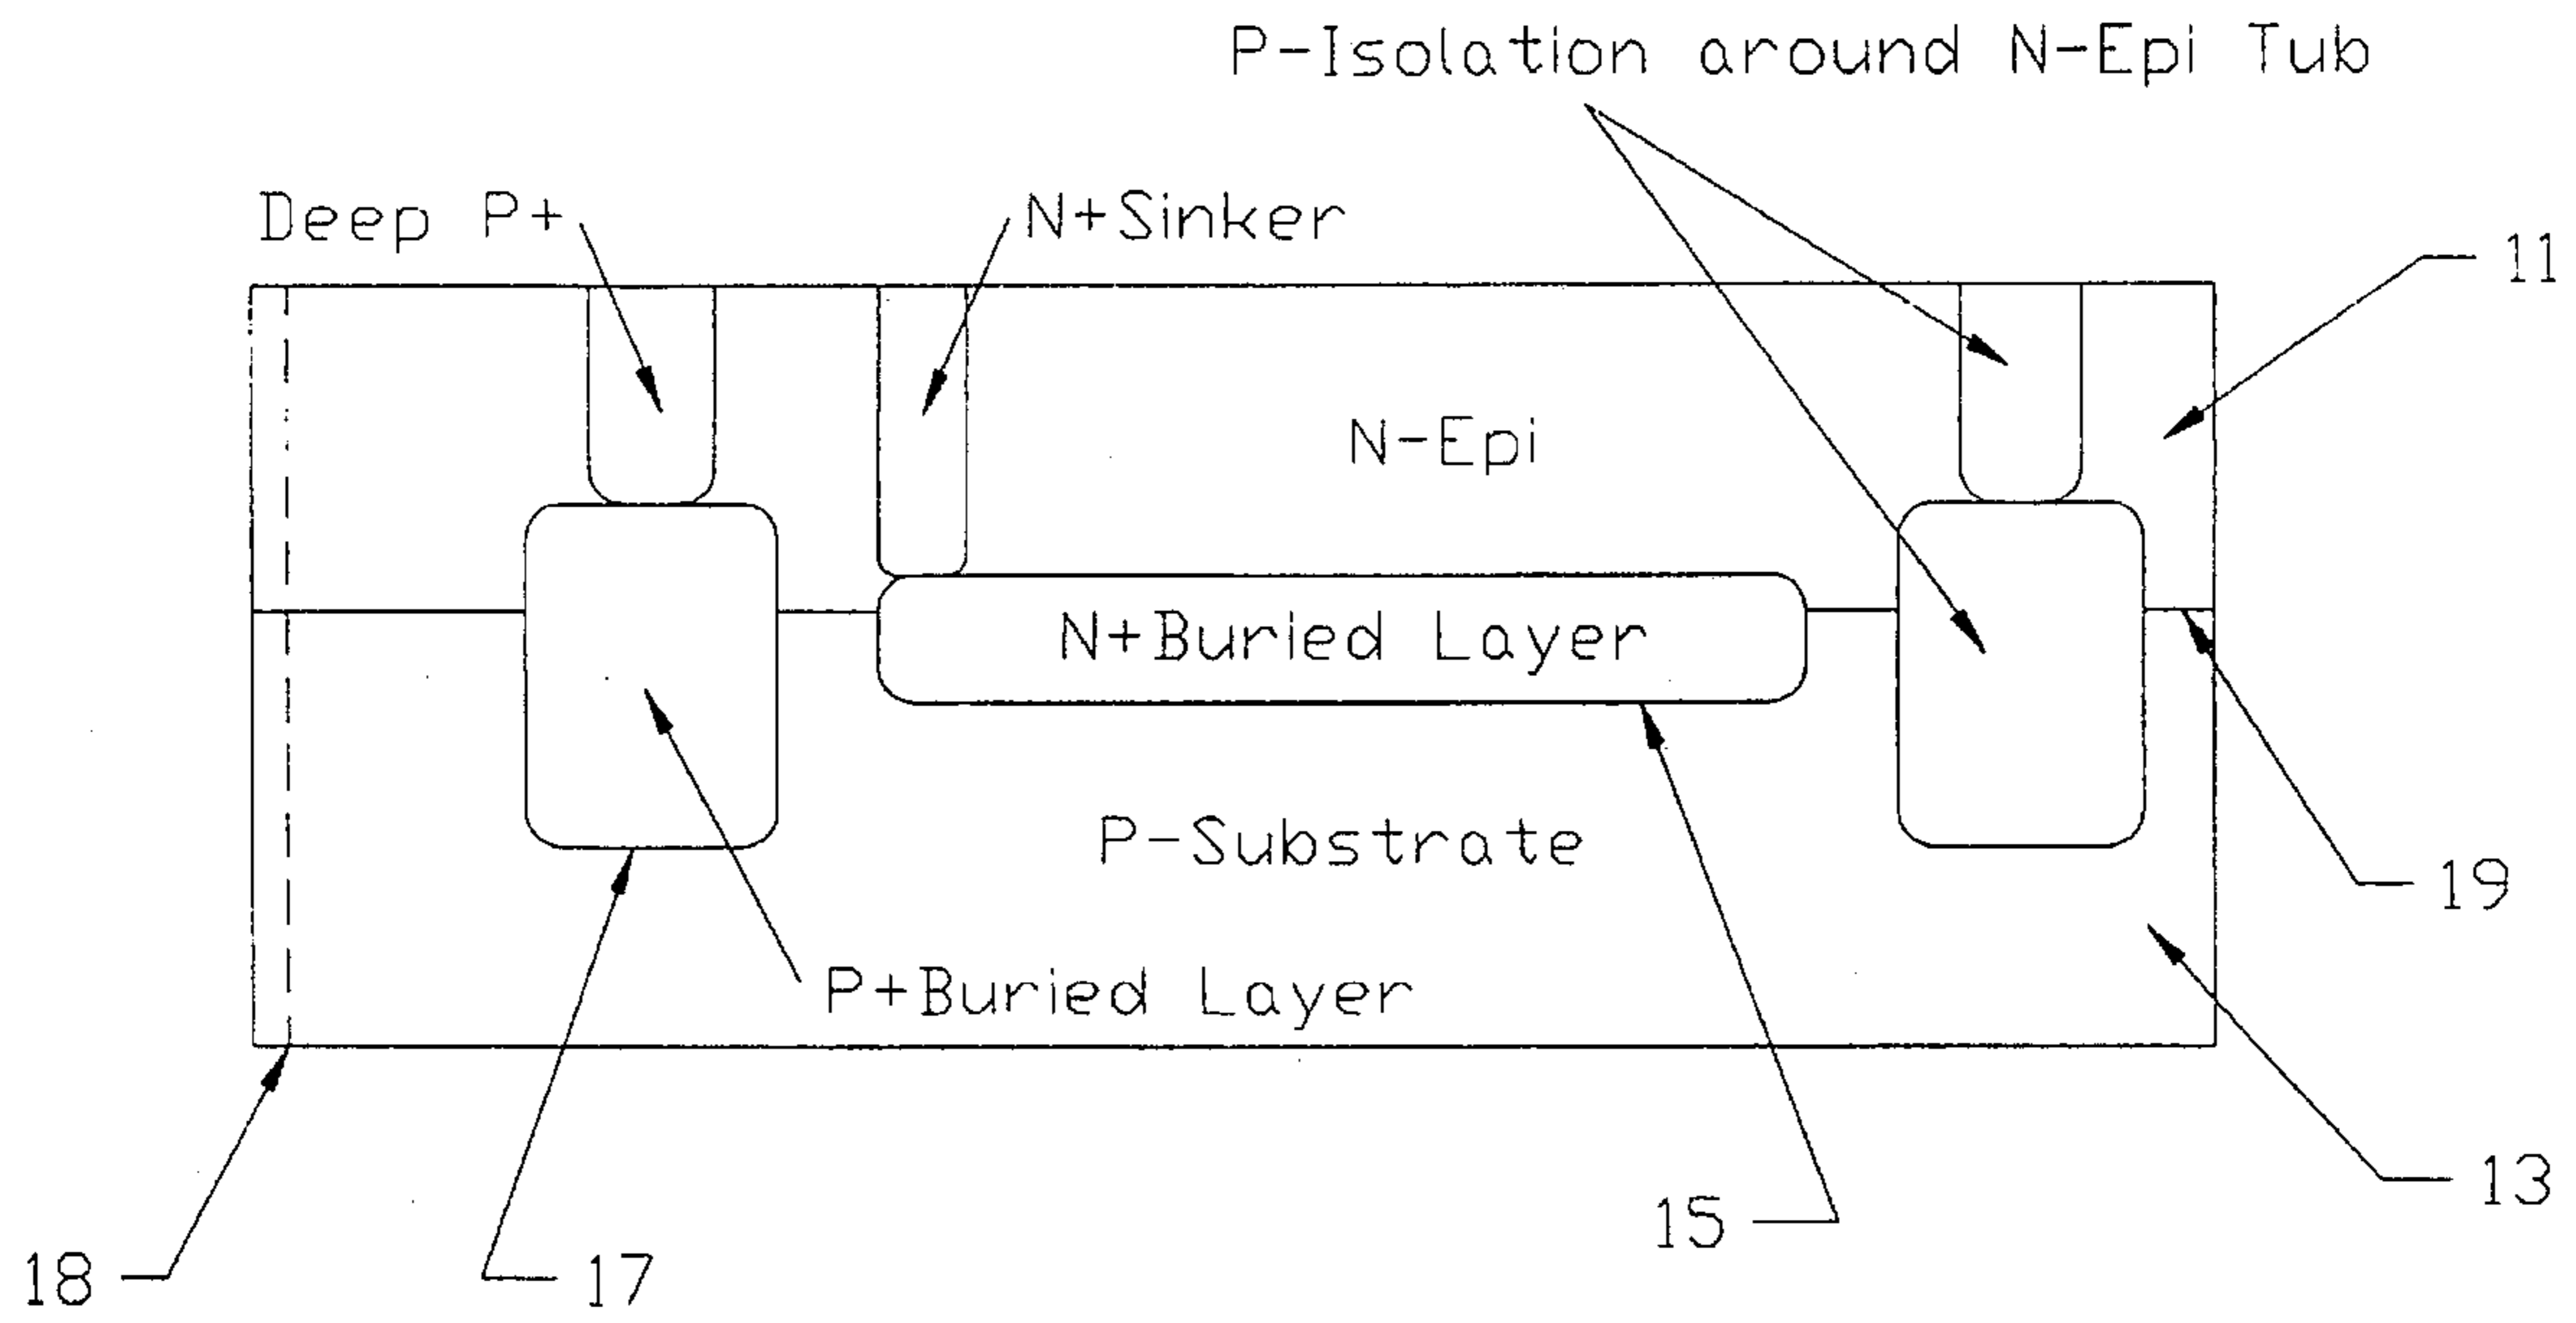 P-Isolation around N-Epi Tub
Deep P+
N+Sinker
11
N-Epi
N+Buried Layer
P-Substrate
19
P+Buried Layer
13
15
18
17